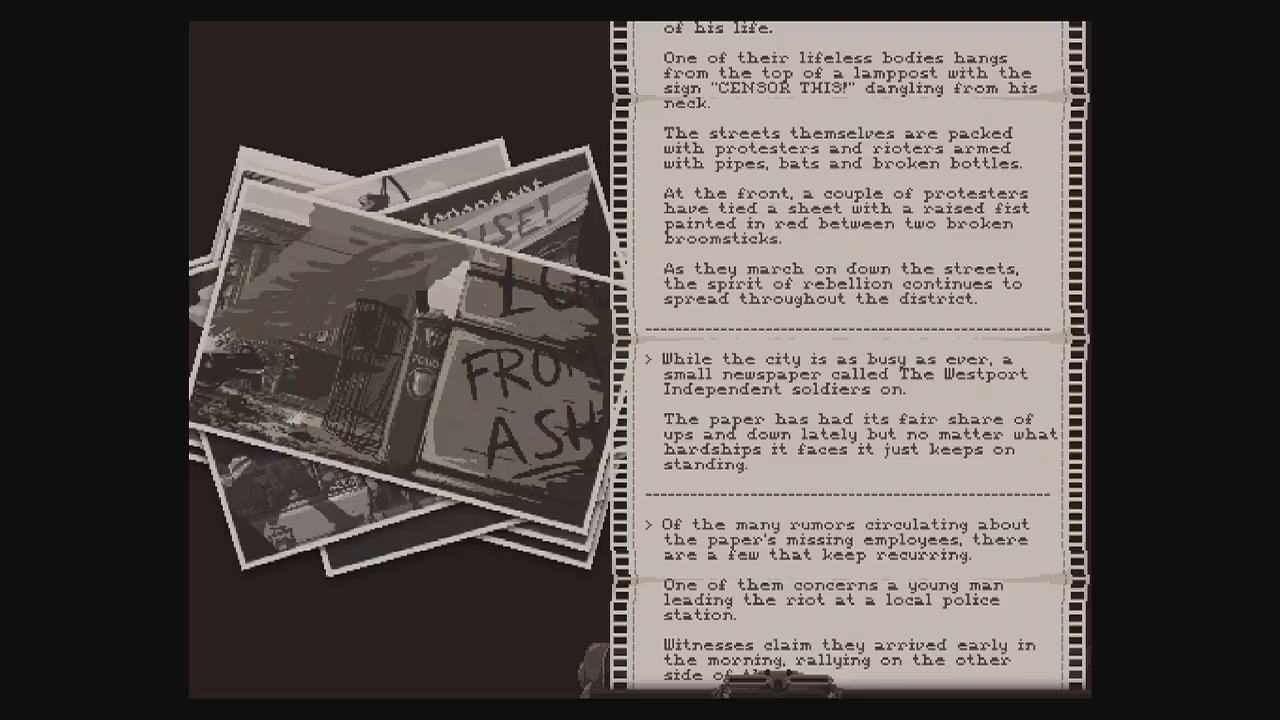 RISE!
FROM
ASH
of his life.
One of their lifeless bodies hangs
from the top of a lamppost with the
sign "CENSOR THIS!" dangling from his
neck.
The streets themselves are packed
with protesters and rioters armed
with pipes, bats and broken bottles.
At the front, a couple of protesters
have tied a sheet with a raised fist
painted in red between two broken
broomsticks.
As they march on down the streets,
the spirit of rebellion continues to
spread throughout the district.
> While the city is as busy as ever, a
small newspaper called The Westport
Independent soldiers on.
The paper has had its fair share of
ups and down lately but no matter what
hardships it faces it just keeps on
standing.
> Of the many rumors circulating about
the paper's missing employees, there
are a few that keep recurring.
One of them concerns a young man
leading the riot at a local police
station.
Witnesses claim they arrived early in
the morning, rallying on the other
side of